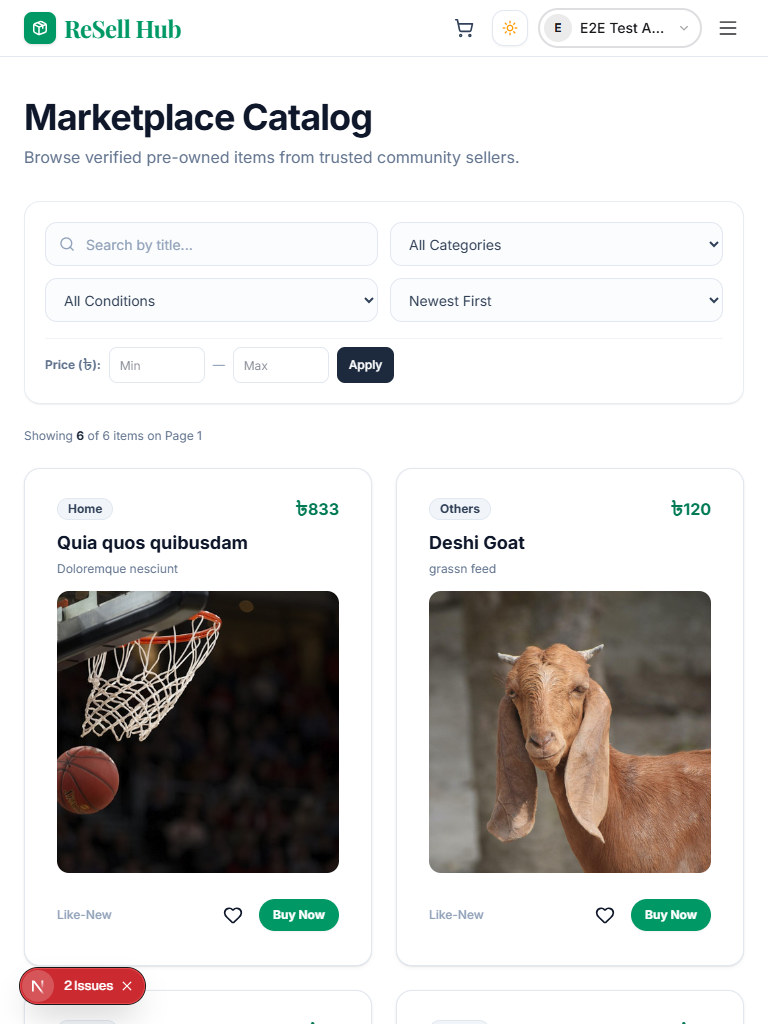 ReSell Hub
E
E2E Test A...
Marketplace Catalog
Browse verified pre-owned items from trusted community sellers.
Search by title...
All Categories
All Conditions
Newest First
Price (৳):
Min
—
Max
Apply
Showing 6 of 6 items on Page 1
Home
৳833
Quia quos quibusdam
Doloremque nesciunt
Like-New
Buy Now
Others
৳120
Deshi Goat
grassn feed
Like-New
Buy Now
N
2 Issues